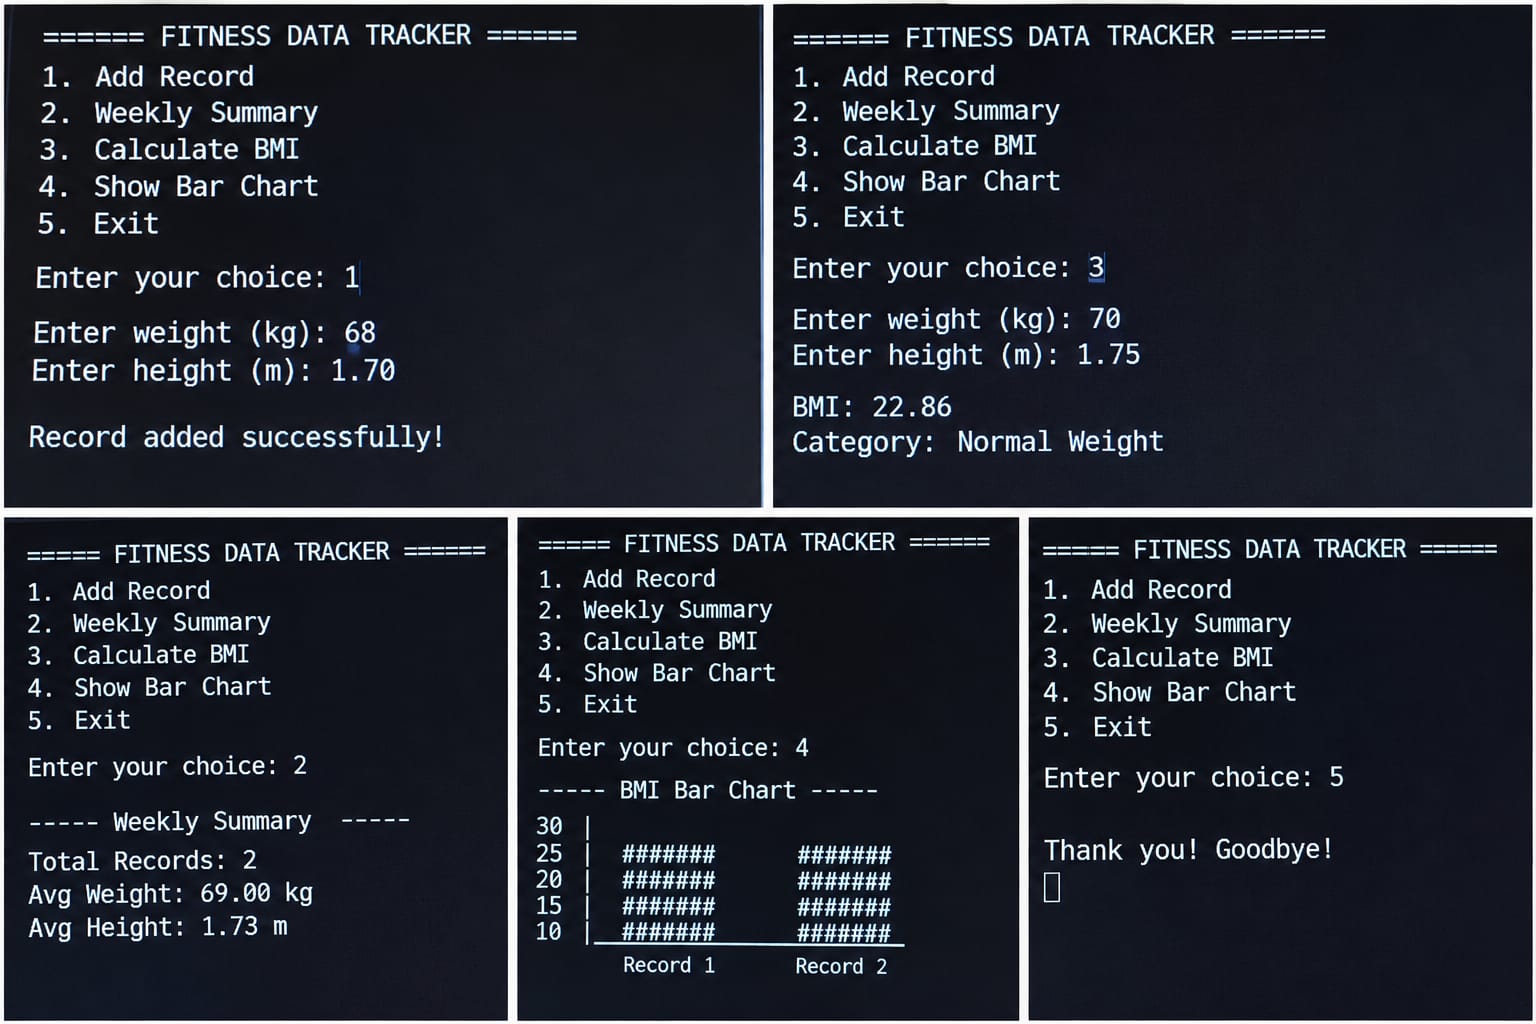 ====== FITNESS DATA TRACKER ======
1. Add Record
2. Weekly Summary
3. Calculate BMI
4. Show Bar Chart
5. Exit
Enter your choice: 1
Enter weight (kg): 68
Enter height (m): 1.70
Record added successfully!
====== FITNESS DATA TRACKER ======
1. Add Record
2. Weekly Summary
3. Calculate BMI
4. Show Bar Chart
5. Exit
Enter your choice: 3
Enter weight (kg): 70
Enter height (m): 1.75
BMI: 22.86
Category: Normal Weight
===== FITNESS DATA TRACKER ======
1. Add Record
2. Weekly Summary
3. Calculate BMI
4. Show Bar Chart
5. Exit
Enter your choice: 2
----- Weekly Summary -----
Total Records: 2
Avg Weight: 69.00 kg
Avg Height: 1.73 m
===== FITNESS DATA TRACKER ======
1. Add Record
2. Weekly Summary
3. Calculate BMI
4. Show Bar Chart
5. Exit
Enter your choice: 4
----- BMI Bar Chart -----
30 |
25 | ####### #######
20 | ####### #######
15 | ####### #######
10 | ####### #######
Record 1 Record 2
===== FITNESS DATA TRACKER ======
1. Add Record
2. Weekly Summary
3. Calculate BMI
4. Show Bar Chart
5. Exit
Enter your choice: 5
Thank you! Goodbye!